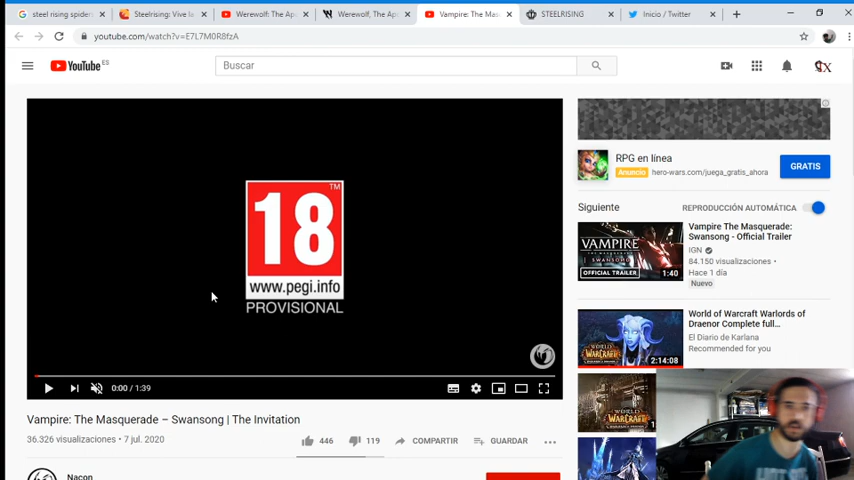 steel rising spiders
Steelrising: Vive la
Werewolf: The Ap
Werewolf, The Ap
Vampire: The Mas
STEELRISING
Inicio / Twitter
youtube.com/watch?v=E7L7M0R8fzA
YouTube ES
Buscar
18
TM
www.pegi.info
PROVISIONAL
0:00 / 1:39
Vampire: The Masquerade – Swansong | The Invitation
36.326 visualizaciones • 7 jul. 2020
446
119
COMPARTIR
GUARDAR
Nacon
RPG en línea
Anuncio hero-wars.com/juega_gratis_ahora
GRATIS
Siguiente
REPRODUCCIÓN AUTOMÁTICA
VAMPIRE
SWANSONG
OFFICIAL TRAILER
1:40
Vampire The Masquerade:
Swansong - Official Trailer
IGN
84.150 visualizaciones •
Hace 1 día
Nuevo
WORLD
WARCRAFT
2:14:08
World of Warcraft Warlords of
Draenor Complete full...
El Diario de Karlana
Recommended for you
WARCRAFT